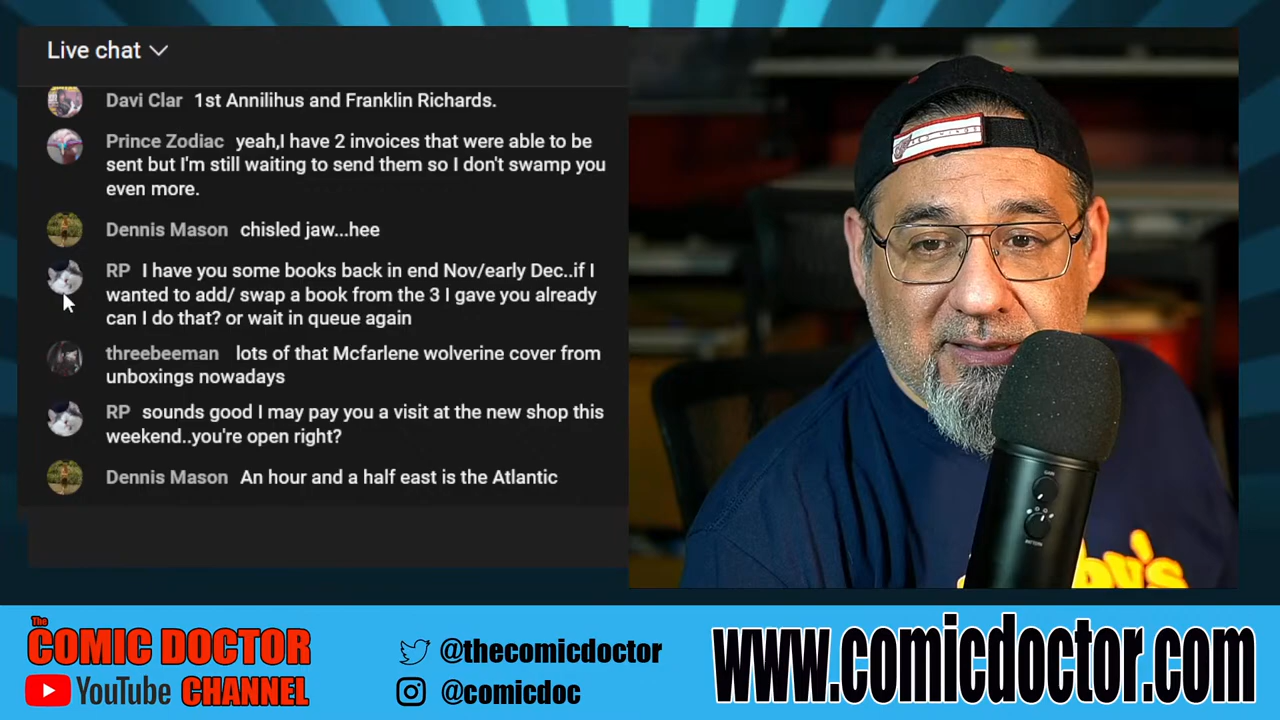 Live chat
Davi Clar 1st Annilihus and Franklin Richards.
Prince Zodiac yeah,I have 2 invoices that were able to be
sent but I'm still waiting to send them so I don't swamp you
even more.
Dennis Mason chisled jaw...hee
RP I have you some books back in end Nov/early Dec..if I
wanted to add/ swap a book from the 3 I gave you already
can I do that? or wait in queue again
threebeeman lots of that Mcfarlene wolverine cover from
unboxings nowadays
RP sounds good I may pay you a visit at the new shop this
weekend..you're open right?
Dennis Mason An hour and a half east is the Atlantic
The
COMIC DOCTOR
YouTube CHANNEL
@thecomicdoctor
@comicdoc
www.comicdoctor.com